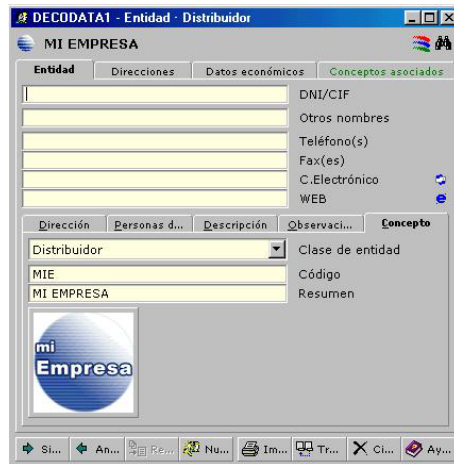 DECODATA1 - Entidad · Distribuidor
MI EMPRESA
Entidad Direcciones Datos económicos Conceptos asociados
DNI/CIF
Otros nombres
Teléfono(s)
Fax(es)
C.Electrónico
WEB
Dirección Personas d... Descripción Observaci... Concepto
Distribuidor Clase de entidad
MIE Código
MI EMPRESA Resumen
mi
Empresa
Si... An... Re... Nu... Im... Tr... Ci... Ay...